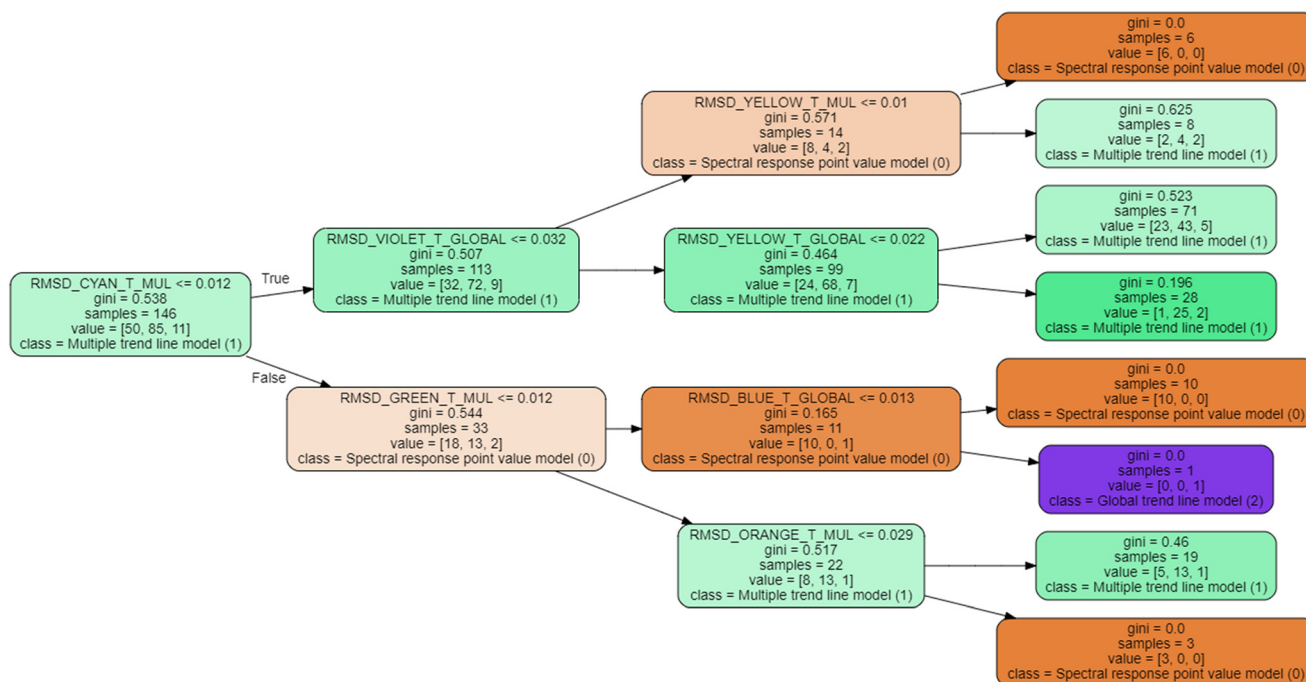 RMSD_CYAN_T_MUL <= 0.012
gini = 0.538
samples = 146
value = [50, 85, 11]
class = Multiple trend line model (1)
True
False
RMSD_VIOLET_T_GLOBAL <= 0.032
gini = 0.507
samples = 113
value = [32, 72, 9]
class = Multiple trend line model (1)
RMSD_GREEN_T_MUL <= 0.012
gini = 0.544
samples = 33
value = [18, 13, 2]
class = Spectral response point value model (0)
RMSD_YELLOW_T_MUL <= 0.01
gini = 0.571
samples = 14
value = [8, 4, 2]
class = Spectral response point value model (0)
RMSD_YELLOW_T_GLOBAL <= 0.022
gini = 0.464
samples = 99
value = [24, 68, 7]
class = Multiple trend line model (1)
RMSD_BLUE_T_GLOBAL <= 0.013
gini = 0.165
samples = 11
value = [10, 0, 1]
class = Spectral response point value model (0)
RMSD_ORANGE_T_MUL <= 0.029
gini = 0.517
samples = 22
value = [8, 13, 1]
class = Multiple trend line model (1)
gini = 0.0
samples = 6
value = [6, 0, 0]
class = Spectral response point value model (0)
gini = 0.625
samples = 8
value = [2, 4, 2]
class = Multiple trend line model (1)
gini = 0.523
samples = 71
value = [23, 43, 5]
class = Multiple trend line model (1)
gini = 0.196
samples = 28
value = [1, 25, 2]
class = Multiple trend line model (1)
gini = 0.0
samples = 10
value = [10, 0, 0]
class = Spectral response point value model (0)
gini = 0.0
samples = 1
value = [0, 0, 1]
class = Global trend line model (2)
gini = 0.46
samples = 19
value = [5, 13, 1]
class = Multiple trend line model (1)
gini = 0.0
samples = 3
value = [3, 0, 0]
class = Spectral response point value model (0)